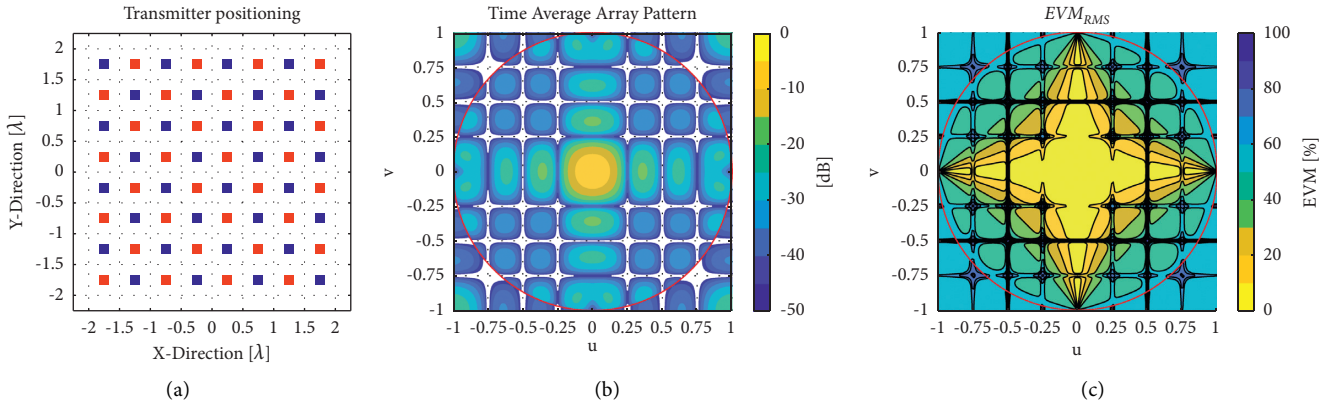 Transmitter positioning
Y-Direction [λ]
2
1.5
1
0.5
0
-0.5
-1
-1.5
-2
-2 -1.5 -1 -0.5 0 0.5 1 1.5 2
X-Direction [λ]
(a)
Time Average Array Pattern
v
1
0.75
0.5
0.25
0
-0.25
-0.5
-0.75
-1
-1 -0.75 -0.5 -0.25 0 0.25 0.5 0.75 1
u
0
-10
-20
-30
-40
-50
[dB]
(b)
EVM_RMS
v
1
0.75
0.5
0.25
0
-0.25
-0.5
-0.75
-1
-1 -0.75 -0.5 -0.25 0 0.25 0.5 0.75 1
u
100
80
60
40
20
0
EVM [%]
(c)